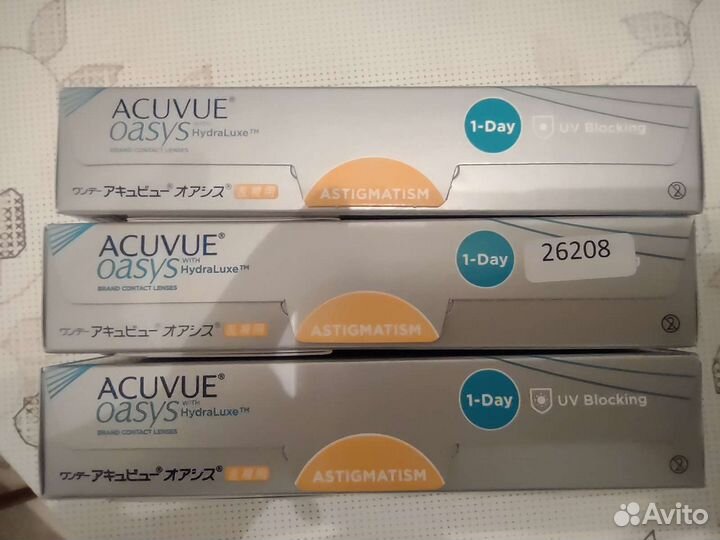 ACUVUE®
oasys WITH HydraLuxe™
BRAND CONTACT LENSES
1-Day UV Blocking
ワンデー アキュビュー® オアシス® 乱視用
ASTIGMATISM
ACUVUE®
oasys WITH HydraLuxe™
BRAND CONTACT LENSES
1-Day 26208
ワンデー アキュビュー® オアシス® 乱視用
ASTIGMATISM
ACUVUE®
oasys WITH HydraLuxe™
BRAND CONTACT LENSES
1-Day UV Blocking
ワンデー アキュビュー® オアシス® 乱視用
ASTIGMATISM
Avito